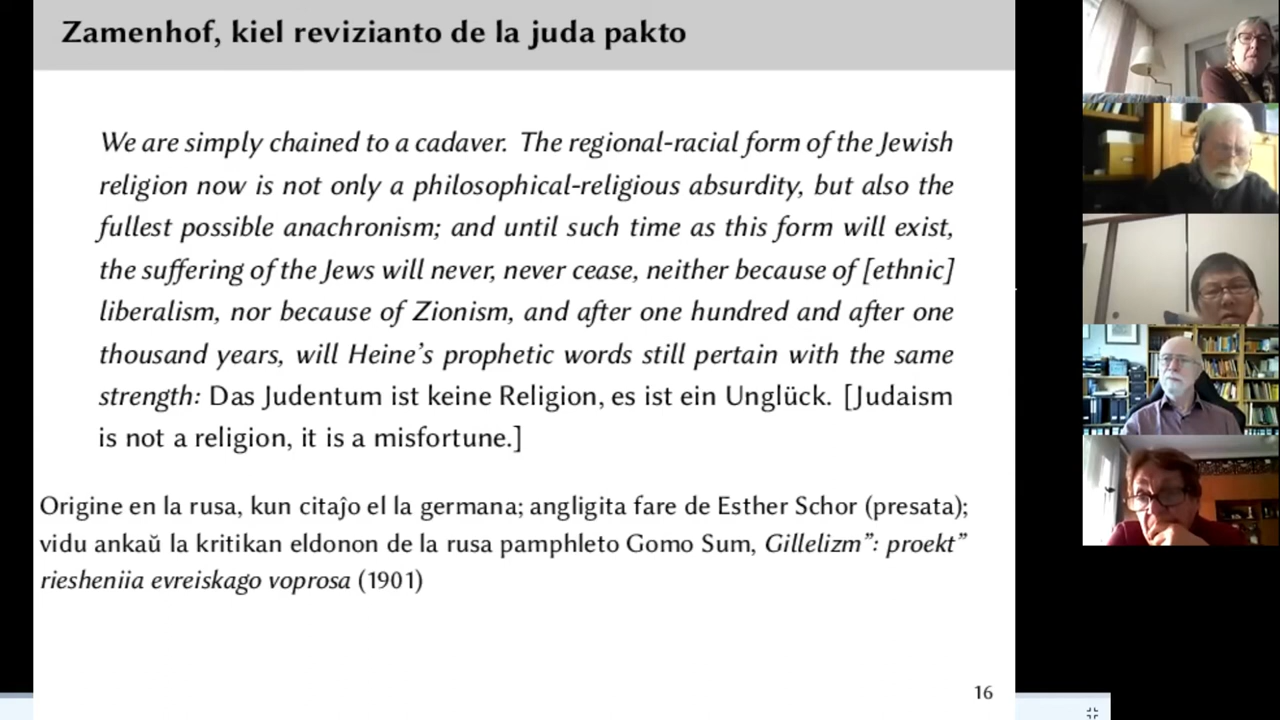 Zamenhof, kiel revizianto de la juda pakto
We are simply chained to a cadaver. The regional-racial form of the Jewish
religion now is not only a philosophical-religious absurdity, but also the
fullest possible anachronism; and until such time as this form will exist,
the suffering of the Jews will never, never cease, neither because of [ethnic]
liberalism, nor because of Zionism, and after one hundred and after one
thousand years, will Heine’s prophetic words still pertain with the same
strength: Das Judentum ist keine Religion, es ist ein Unglück. [Judaism
is not a religion, it is a misfortune.]
Origine en la rusa, kun citaĵo el la germana; angligita fare de Esther Schor (presata);
vidu ankaŭ la kritikan eldonon de la rusa pamphleto Gomo Sum, Gillelizm”: proekt”
riesheniia evreiskago voprosa (1901)
16